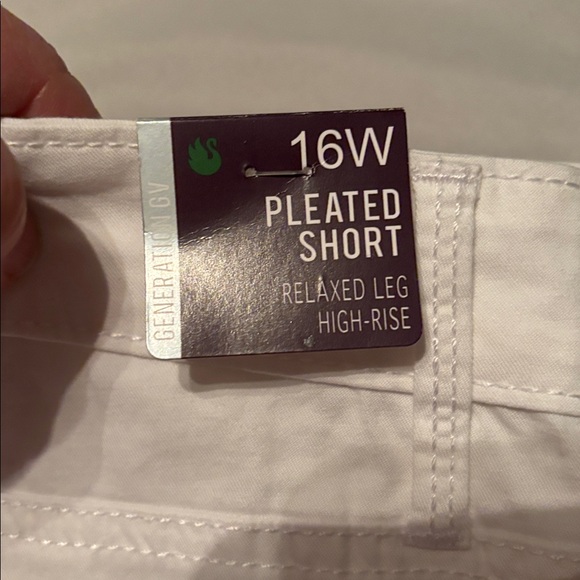 GENERATION GV
16W
PLEATED
SHORT
RELAXED LEG
HIGH-RISE